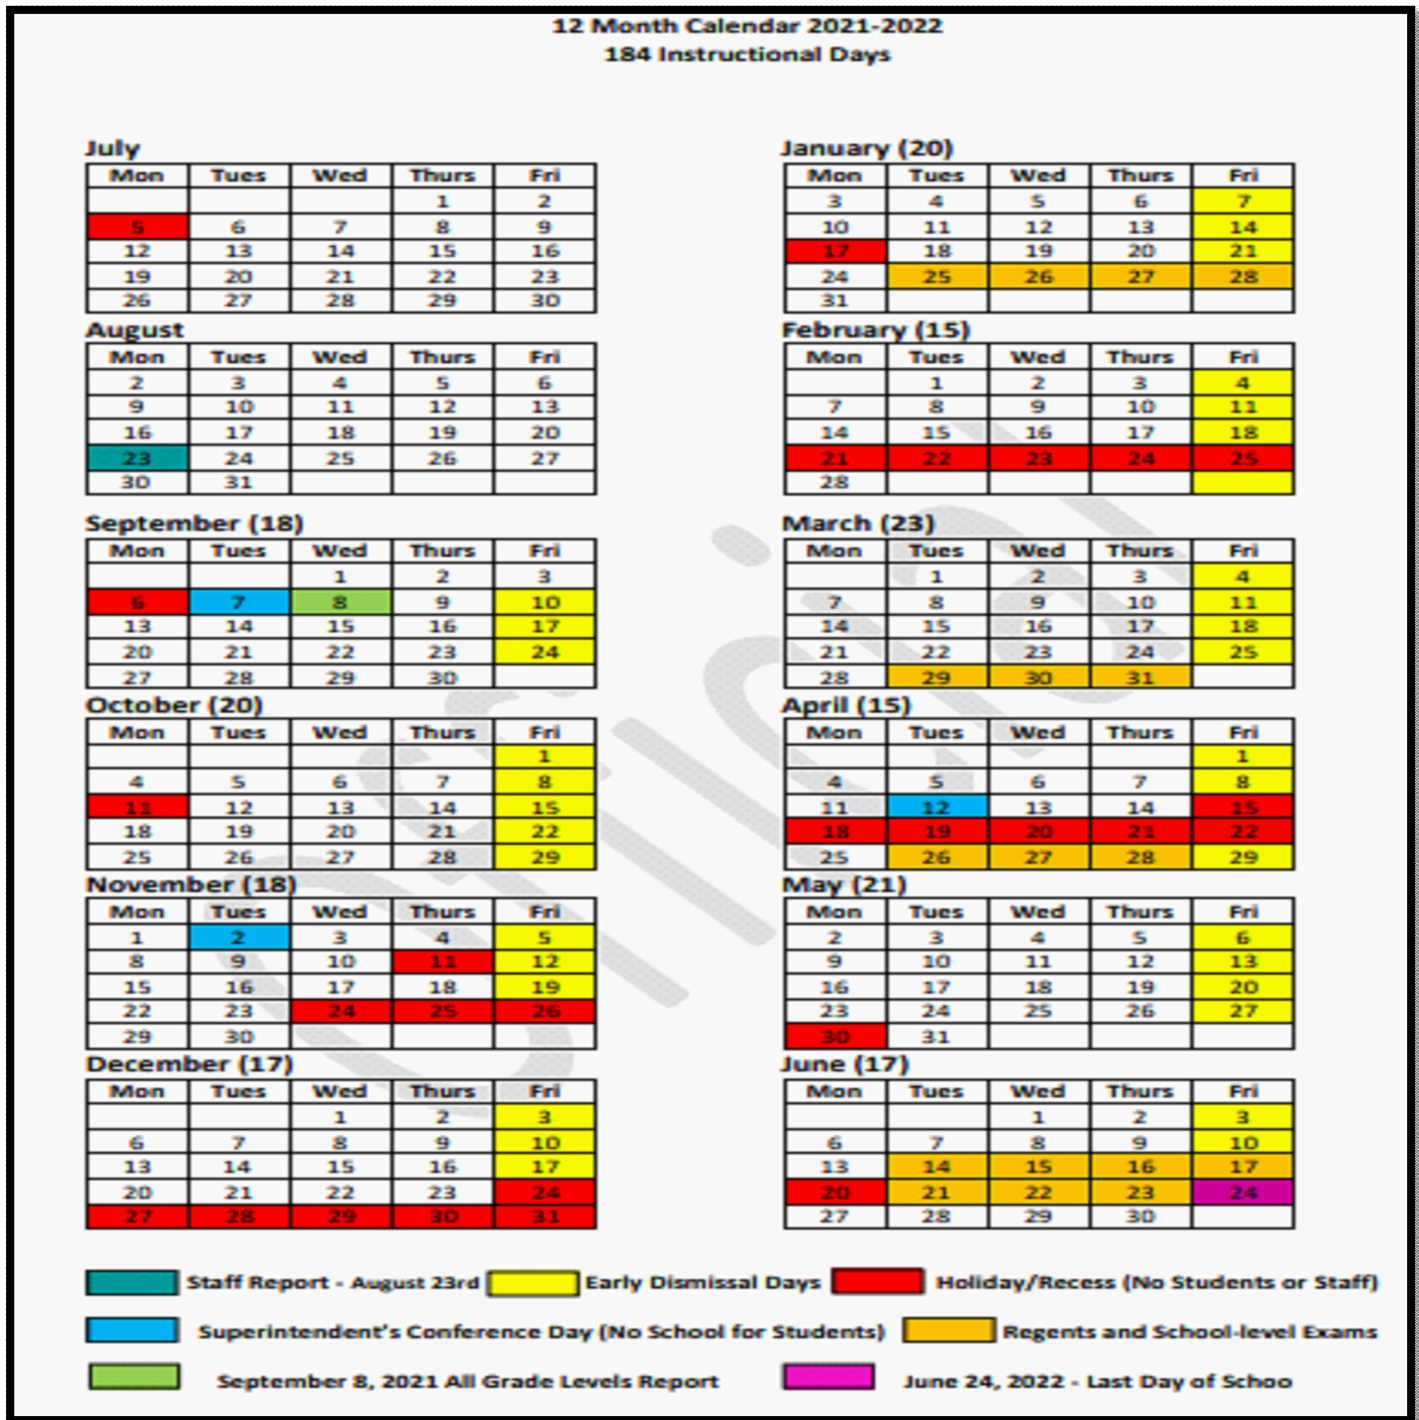 12 Month Calendar 2021-2022
184 Instructional Days
July
Mon Tues Wed Thurs Fri
1 2
5 6 7 8 9
12 13 14 15 16
19 20 21 22 23
26 27 28 29 30
August
Mon Tues Wed Thurs Fri
2 3 4 5 6
9 10 11 12 13
16 17 18 19 20
23 24 25 26 27
30 31
September (18)
Mon Tues Wed Thurs Fri
1 2 3
6 7 8 9 10
13 14 15 16 17
20 21 22 23 24
27 28 29 30
October (20)
Mon Tues Wed Thurs Fri
1
4 5 6 7 8
11 12 13 14 15
18 19 20 21 22
25 26 27 28 29
November (18)
Mon Tues Wed Thurs Fri
1 2 3 4 5
8 9 10 11 12
15 16 17 18 19
22 23 24 25 26
29 30
December (17)
Mon Tues Wed Thurs Fri
1 2 3
6 7 8 9 10
13 14 15 16 17
20 21 22 23 24
27 28 29 30 31
January (20)
Mon Tues Wed Thurs Fri
3 4 5 6 7
10 11 12 13 14
17 18 19 20 21
24 25 26 27 28
31
February (15)
Mon Tues Wed Thurs Fri
1 2 3 4
7 8 9 10 11
14 15 16 17 18
21 22 23 24 25
28
March (23)
Mon Tues Wed Thurs Fri
1 2 3 4
7 8 9 10 11
14 15 16 17 18
21 22 23 24 25
28 29 30 31
April (15)
Mon Tues Wed Thurs Fri
1
4 5 6 7 8
11 12 13 14 15
18 19 20 21 22
25 26 27 28 29
May (21)
Mon Tues Wed Thurs Fri
2 3 4 5 6
9 10 11 12 13
16 17 18 19 20
23 24 25 26 27
30 31
June (17)
Mon Tues Wed Thurs Fri
1 2 3
6 7 8 9 10
13 14 15 16 17
20 21 22 23 24
27 28 29 30
Staff Report - August 23rd Early Dismissal Days Holiday/Recess (No Students or Staff)
Superintendent's Conference Day (No School for Students) Regents and School-level Exams
September 8, 2021 All Grade Levels Report June 24, 2022 - Last Day of Schoo
Official